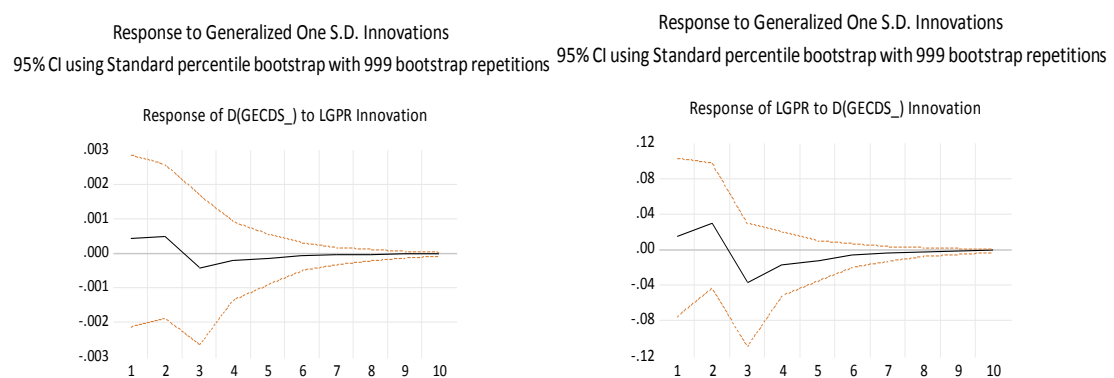 Response to Generalized One S.D. Innovations
95% CI using Standard percentile bootstrap with 999 bootstrap repetitions
Response of D(GECDS_) to LGPR Innovation
.003
.002
.001
.000
-.001
-.002
-.003
1 2 3 4 5 6 7 8 9 10
Response to Generalized One S.D. Innovations
95% CI using Standard percentile bootstrap with 999 bootstrap repetitions
Response of LGPR to D(GECDS_) Innovation
.12
.08
.04
.00
-.04
-.08
-.12
1 2 3 4 5 6 7 8 9 10